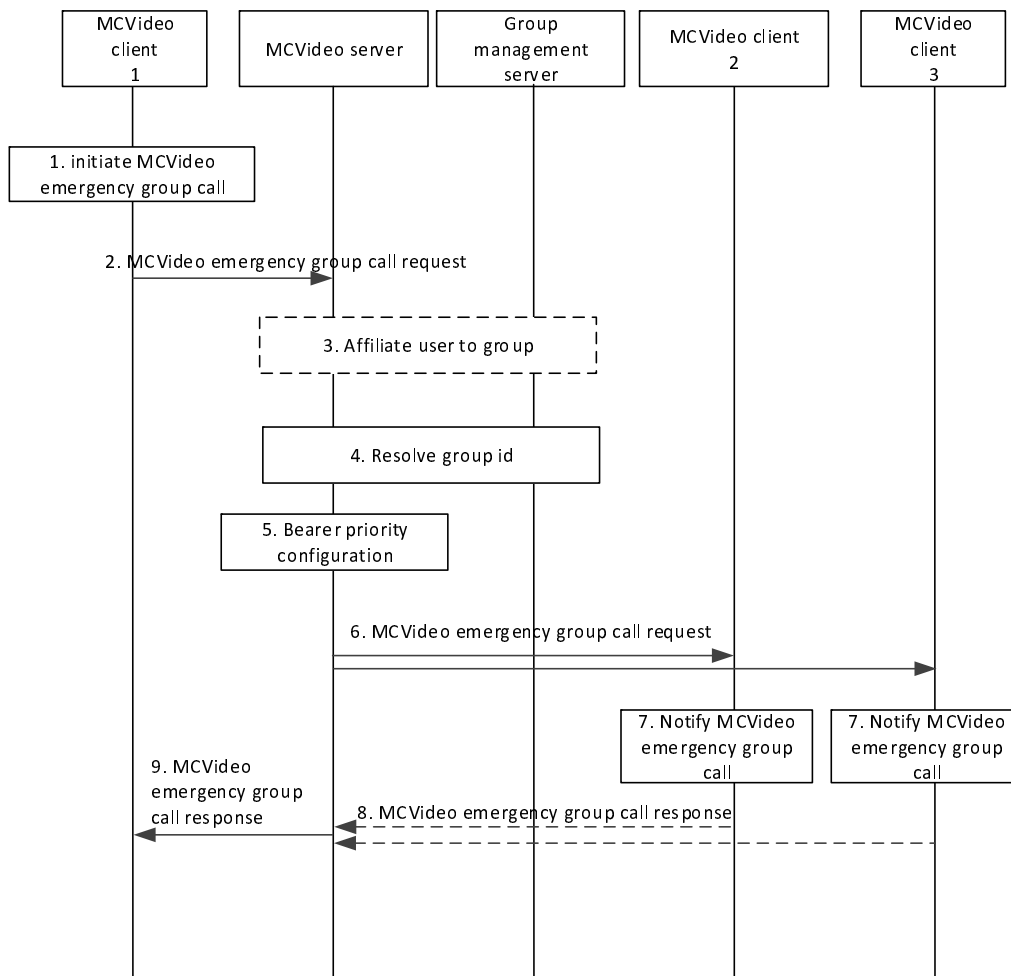 MCVideo
client
1
MCVideo server
Group
management
server
MCVideo client
2
MCVideo
client
3
1. initiate MCVideo
emergency group call
2. MCVideo emergency group call request
3. Affiliate user to group
4. Resolve group id
5. Bearer priority
configuration
6. MCVideo emergency group call request
7. Notify MCVideo
emergency group
call
7. Notify MCVideo
emergency group
call
9. MCVideo
emergency group
call response
8. MCVideo emergency group call response